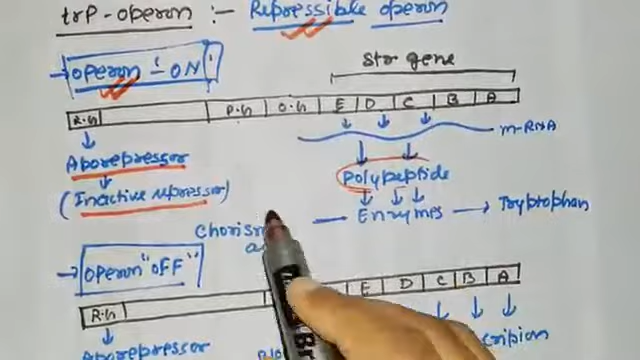 trP-operon :- Repressible operon
operon - ON
Str gene
R.G P.G O.G E D C B A
m-RNA
Aporepressor
(Inactive repressor)
polypeptide
Enzymes → Tryptophan
operon "OFF"
R.G E D C B A
Aporepressor